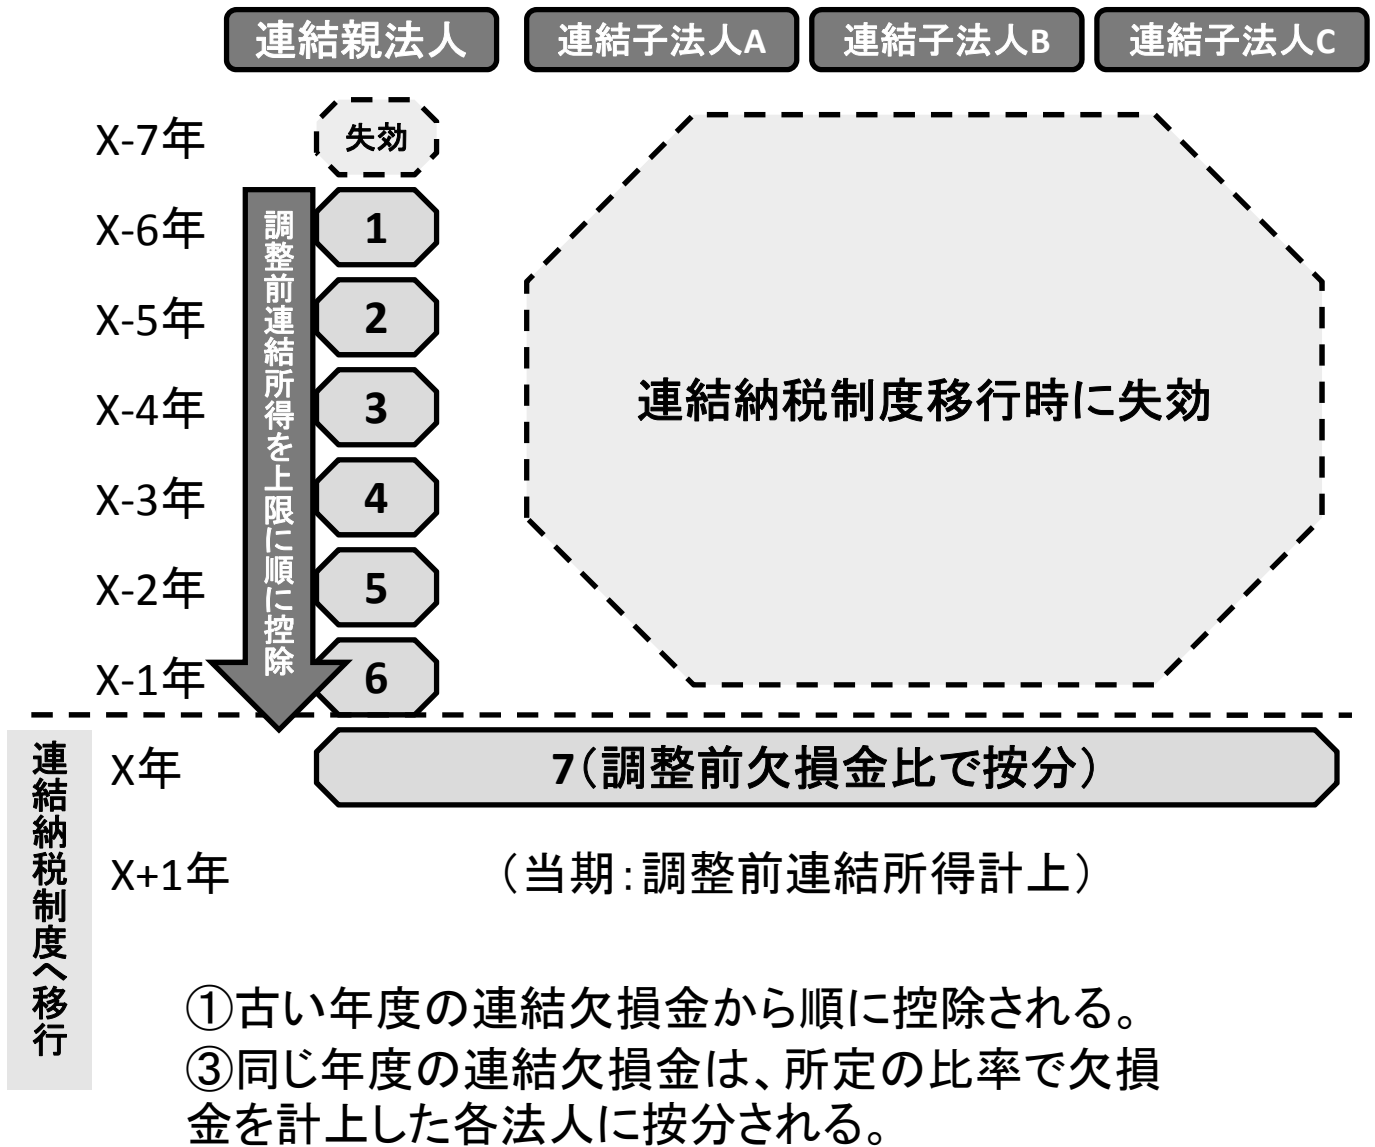 連結親法人
連結子法人A
連結子法人B
連結子法人C
X-7年
失効
X-6年
1
X-5年
2
X-4年
3
X-3年
4
X-2年
5
X-1年
6
調整前連結所得を上限に順に控除
連結納税制度移行時に失効
連結納税制度へ移行
X年
7(調整前欠損金比で按分)
X+1年
(当期:調整前連結所得計上)
①古い年度の連結欠損金から順に控除される。
③同じ年度の連結欠損金は、所定の比率で欠損
金を計上した各法人に按分される。